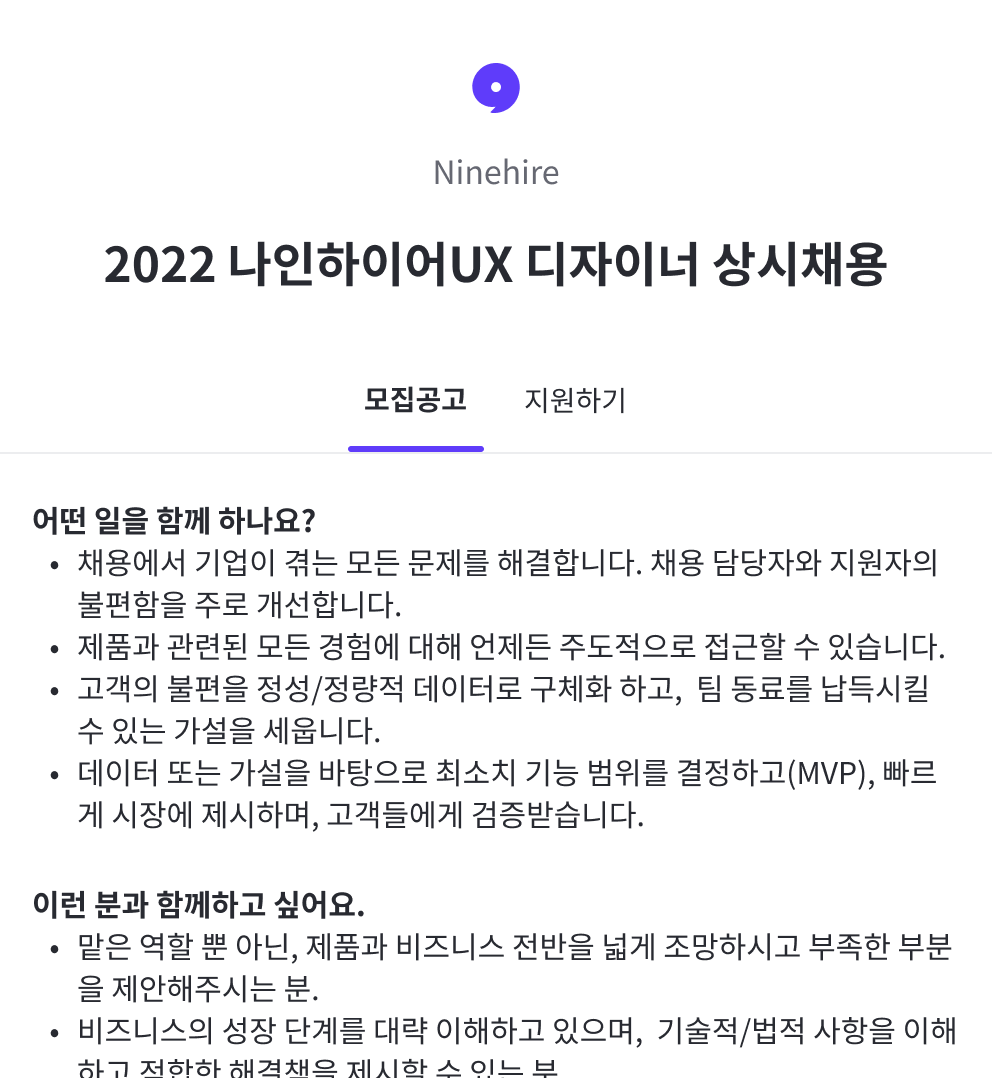 Ninehire
2022 나인하이어UX 디자이너 상시채용
모집공고 지원하기
어떤 일을 함께 하나요?
• 채용에서 기업이 겪는 모든 문제를 해결합니다. 채용 담당자와 지원자의
불편함을 주로 개선합니다.
• 제품과 관련된 모든 경험에 대해 언제든 주도적으로 접근할 수 있습니다.
• 고객의 불편을 정성/정량적 데이터로 구체화 하고,  팀 동료를 납득시킬
수 있는 가설을 세웁니다.
• 데이터 또는 가설을 바탕으로 최소치 기능 범위를 결정하고(MVP), 빠르
게 시장에 제시하며, 고객들에게 검증받습니다.
이런 분과 함께하고 싶어요.
• 맡은 역할 뿐 아닌, 제품과 비즈니스 전반을 넓게 조망하시고 부족한 부분
을 제안해주시는 분.
• 비즈니스의 성장 단계를 대략 이해하고 있으며,  기술적/법적 사항을 이해
하고 적합한 해결책을 제시할 수 있는 분